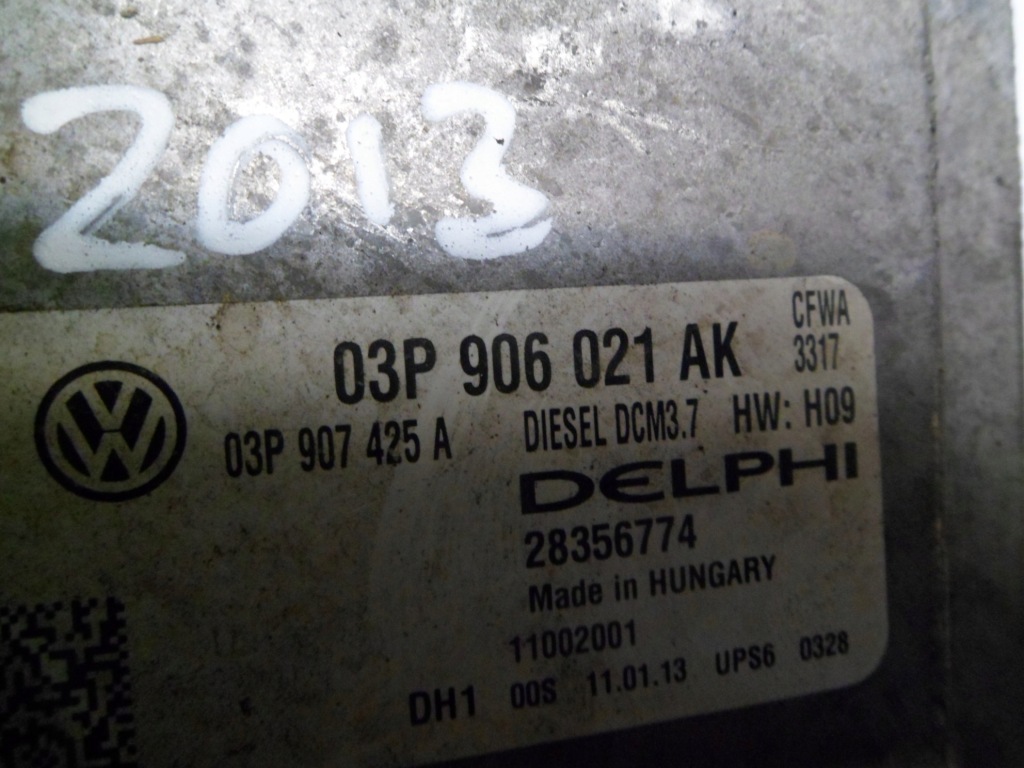 2013
CFWA
03P 906 021 AK 3317
03P 907 425 A DIESEL DCM3.7 HW: H09
DELPHI
28356774
Made in HUNGARY
11002001
DH1 00S 11.01.13 UPS6 0328